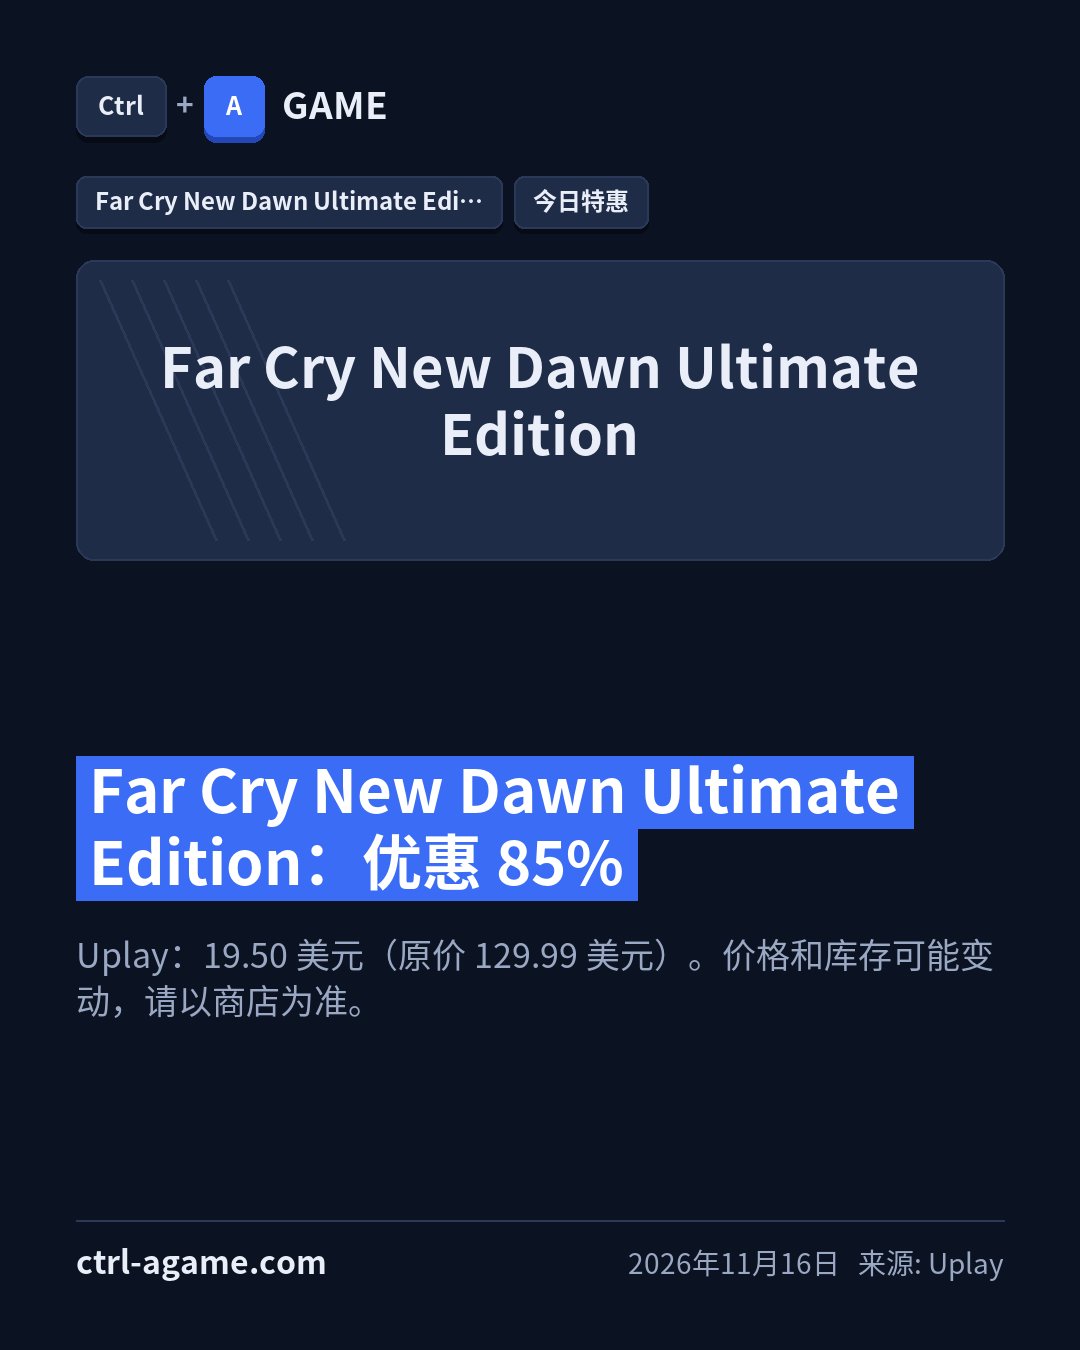 Ctrl + A GAME
Far Cry New Dawn Ultimate Edi… 今日特惠
Far Cry New Dawn Ultimate
Edition
Far Cry New Dawn Ultimate
Edition：优惠 85%
Uplay：19.50 美元（原价 129.99 美元）。价格和库存可能变
动，请以商店为准。
ctrl-agame.com 2026年11月16日 来源: Uplay